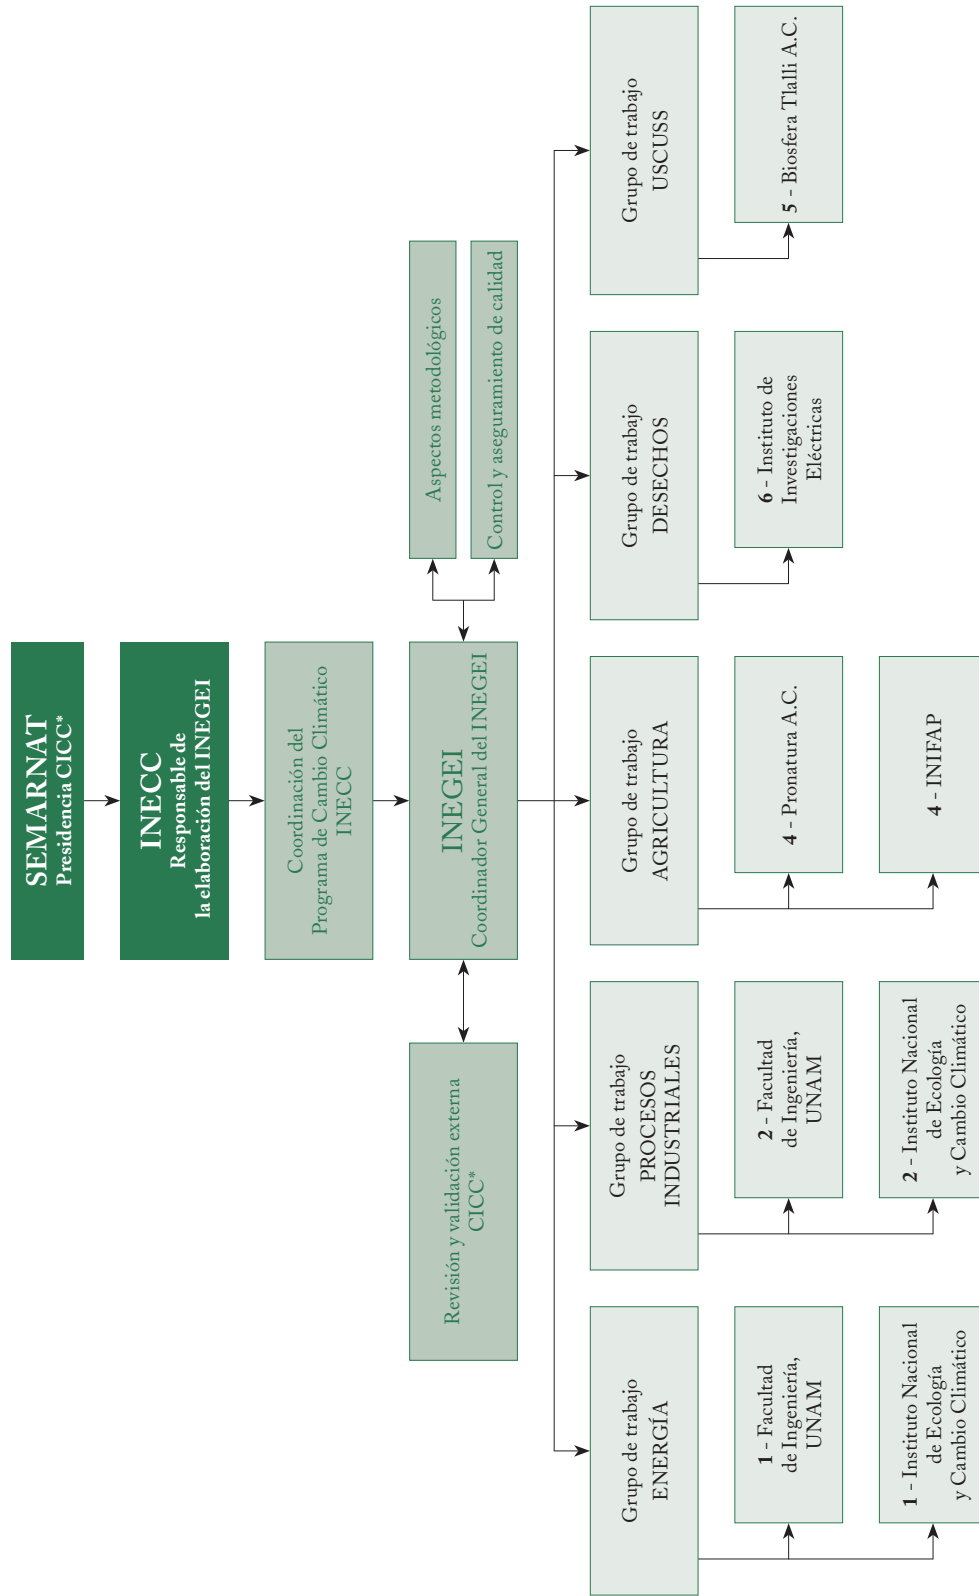 SEMARNAT
Presidencia CICC*
INECC
Responsable de
la elaboración del INEGEI
Coordinación del
Programa de Cambio Climático
INECC
Revisión y validación externa
CICC*
INEGEI
Coordinador General del INEGEI
Aspectos metodológicos
Control y aseguramiento de calidad
Grupo de trabajo
ENERGÍA
1 - Facultad
de Ingeniería,
UNAM
1 - Instituto Nacional
de Ecología
y Cambio Climático
Grupo de trabajo
PROCESOS
INDUSTRIALES
2 - Facultad
de Ingeniería,
UNAM
2 - Instituto Nacional
de Ecología
y Cambio Climático
Grupo de trabajo
AGRICULTURA
4 - Pronatura A.C.
4 - INIFAP
Grupo de trabajo
DESECHOS
6 - Instituto de
Investigaciones
Eléctricas
Grupo de trabajo
USCUSS
5 - Biosfera Tlalli A.C.